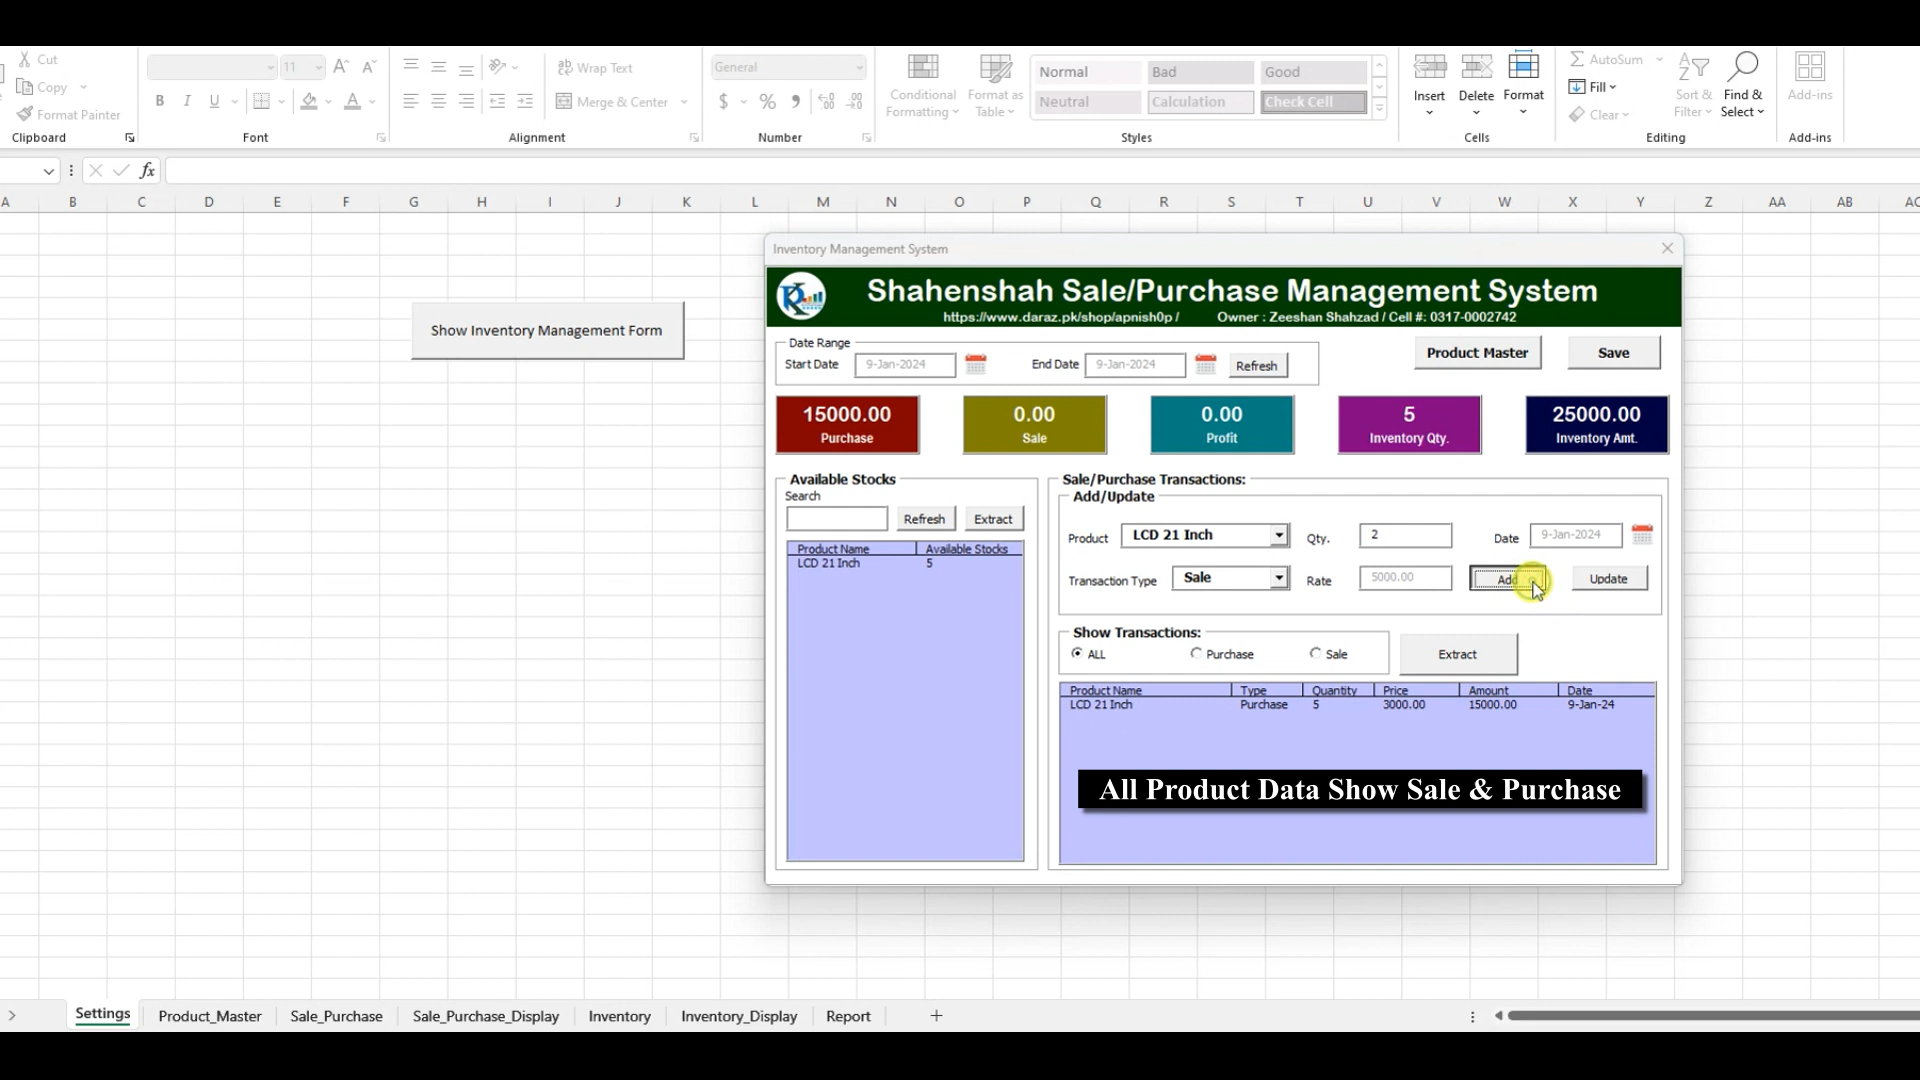 Cut
Copy
Format Painter
Clipboard
11
B I U
Font
Wrap Text
Merge & Center
Alignment
General
$ % 9
Number
Conditional Formatting
Format as Table
Normal Bad Good
Neutral Calculation Check Cell
Styles
Insert Delete Format
Cells
AutoSum
Fill
Clear
Sort & Filter
Find & Select
Editing
Add-ins
Add-ins
fx
A B C D E F G H I J K L M N O P Q R S T U V W X Y Z AA AB AC
Show Inventory Management Form
Inventory Management System
Shahenshah Sale/Purchase Management System
https://www.daraz.pk/shop/apnish0p / Owner : Zeeshan Shahzad / Cell #: 0317-0002742
Date Range
Start Date 9-Jan-2024 End Date 9-Jan-2024 Refresh
Product Master Save
15000.00 0.00 0.00 5 25000.00
Purchase Sale Profit Inventory Qty. Inventory Amt.
Available Stocks
Search
Refresh Extract
Product Name Available Stocks
LCD 21 Inch 5
Sale/Purchase Transactions:
Add/Update
Product LCD 21 Inch Qty. 2 Date 9-Jan-2024
Transaction Type Sale Rate 5000.00 Add Update
Show Transactions:
ALL Purchase Sale Extract
Product Name Type Quantity Price Amount Date
LCD 21 Inch Purchase 5 3000.00 15000.00 9-Jan-24
All Product Data Show Sale & Purchase
Settings Product_Master Sale_Purchase Sale_Purchase_Display Inventory Inventory_Display Report